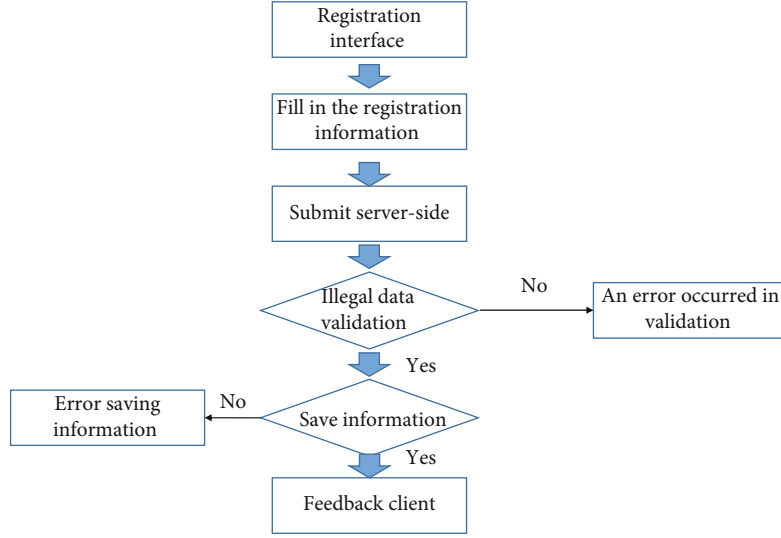 Registration
interface
Fill in the registration
information
Submit server-side
Illegal data
validation
No
An error occurred in
validation
Yes
Error saving
information
No
Save information
Yes
Feedback client